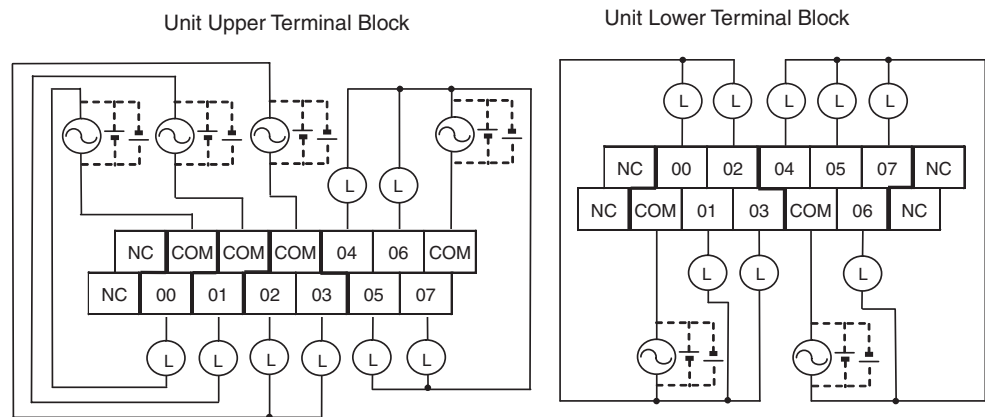 Unit Upper Terminal Block
L L
NC COM COM COM 04 06 COM
NC 00 01 02 03 05 07
L L L L L L
Unit Lower Terminal Block
L L L L L
NC 00 02 04 05 07 NC
NC COM 01 03 COM 06 NC
L L L